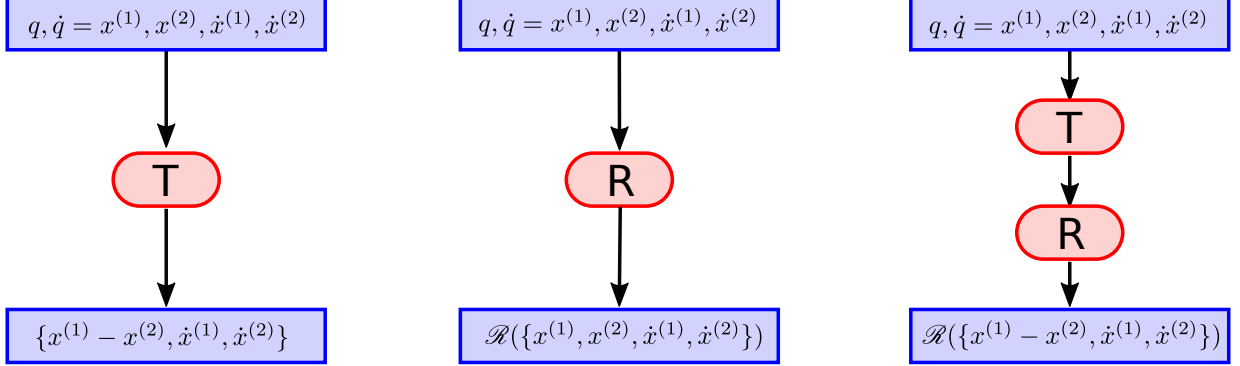 q, q̇ = x⁽¹⁾, x⁽²⁾, ẋ⁽¹⁾, ẋ⁽²⁾
T
{x⁽¹⁾ − x⁽²⁾, ẋ⁽¹⁾, ẋ⁽²⁾}
q, q̇ = x⁽¹⁾, x⁽²⁾, ẋ⁽¹⁾, ẋ⁽²⁾
R
ℛ({x⁽¹⁾, x⁽²⁾, ẋ⁽¹⁾, ẋ⁽²⁾})
q, q̇ = x⁽¹⁾, x⁽²⁾, ẋ⁽¹⁾, ẋ⁽²⁾
T
R
ℛ({x⁽¹⁾ − x⁽²⁾, ẋ⁽¹⁾, ẋ⁽²⁾})